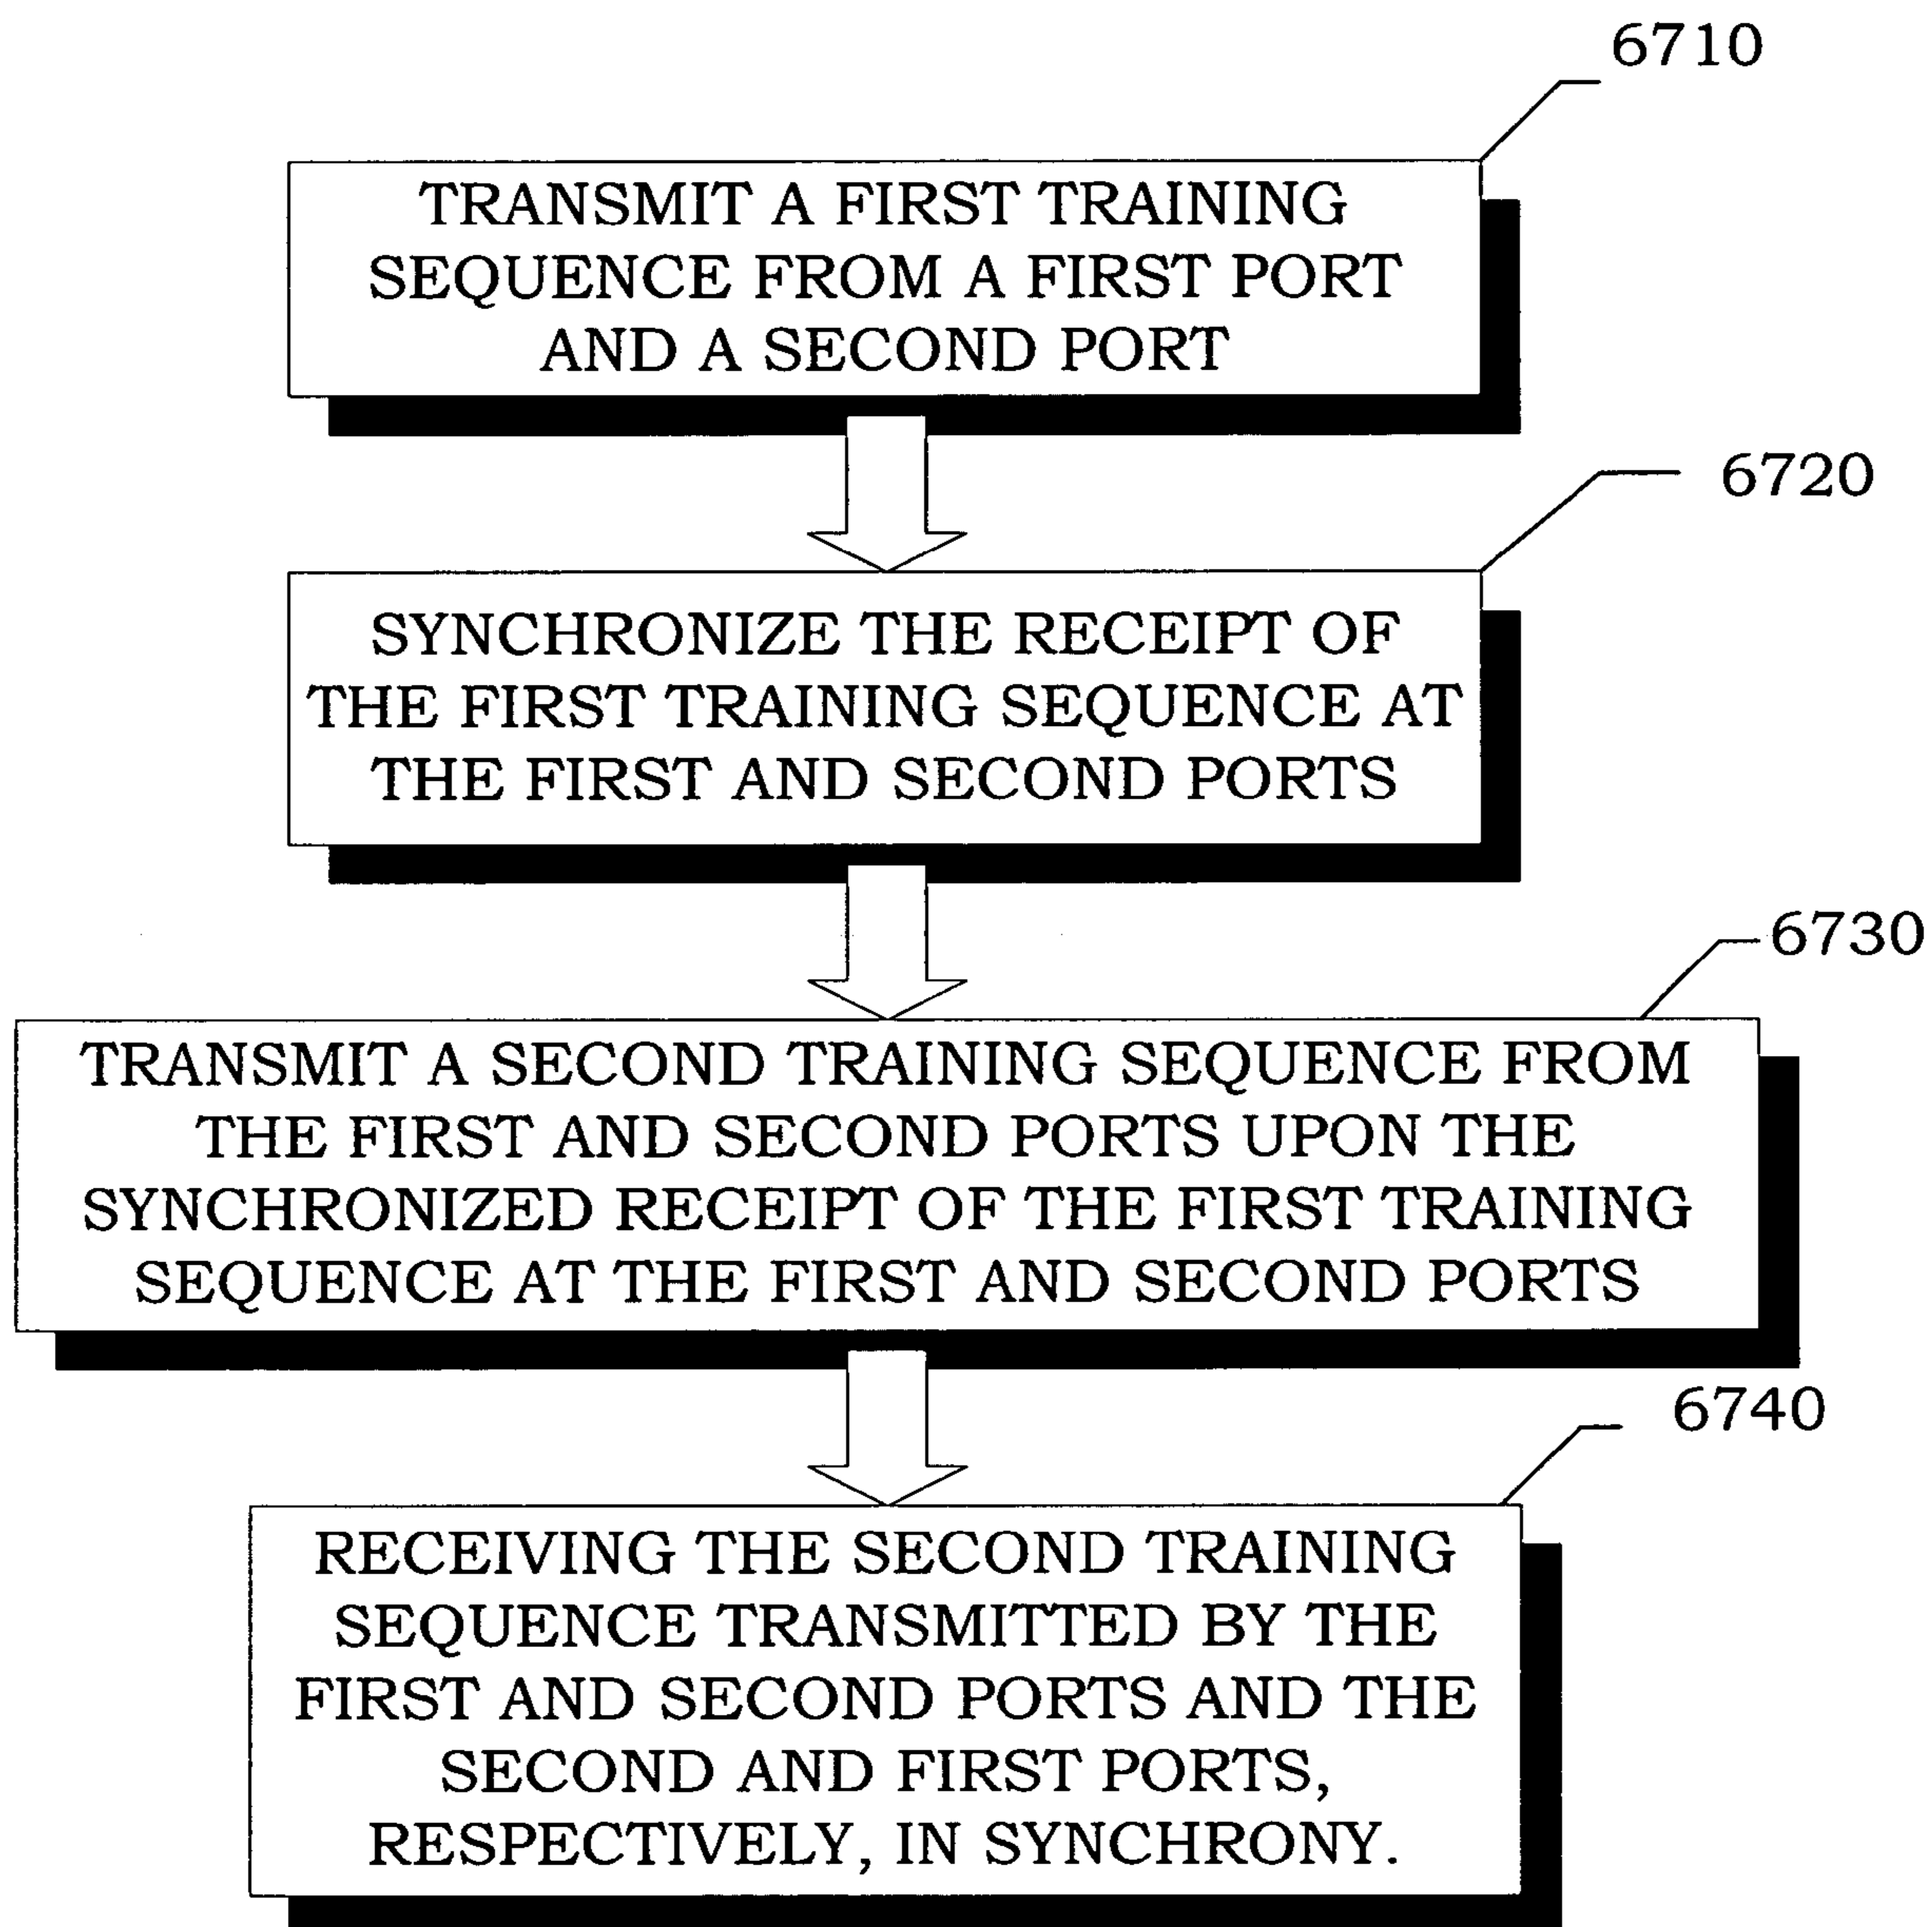 6710
TRANSMIT A FIRST TRAINING
SEQUENCE FROM A FIRST PORT
AND A SECOND PORT
6720
SYNCHRONIZE THE RECEIPT OF
THE FIRST TRAINING SEQUENCE AT
THE FIRST AND SECOND PORTS
6730
TRANSMIT A SECOND TRAINING SEQUENCE FROM
THE FIRST AND SECOND PORTS UPON THE
SYNCHRONIZED RECEIPT OF THE FIRST TRAINING
SEQUENCE AT THE FIRST AND SECOND PORTS
6740
RECEIVING THE SECOND TRAINING
SEQUENCE TRANSMITTED BY THE
FIRST AND SECOND PORTS AND THE
SECOND AND FIRST PORTS,
RESPECTIVELY, IN SYNCHRONY.